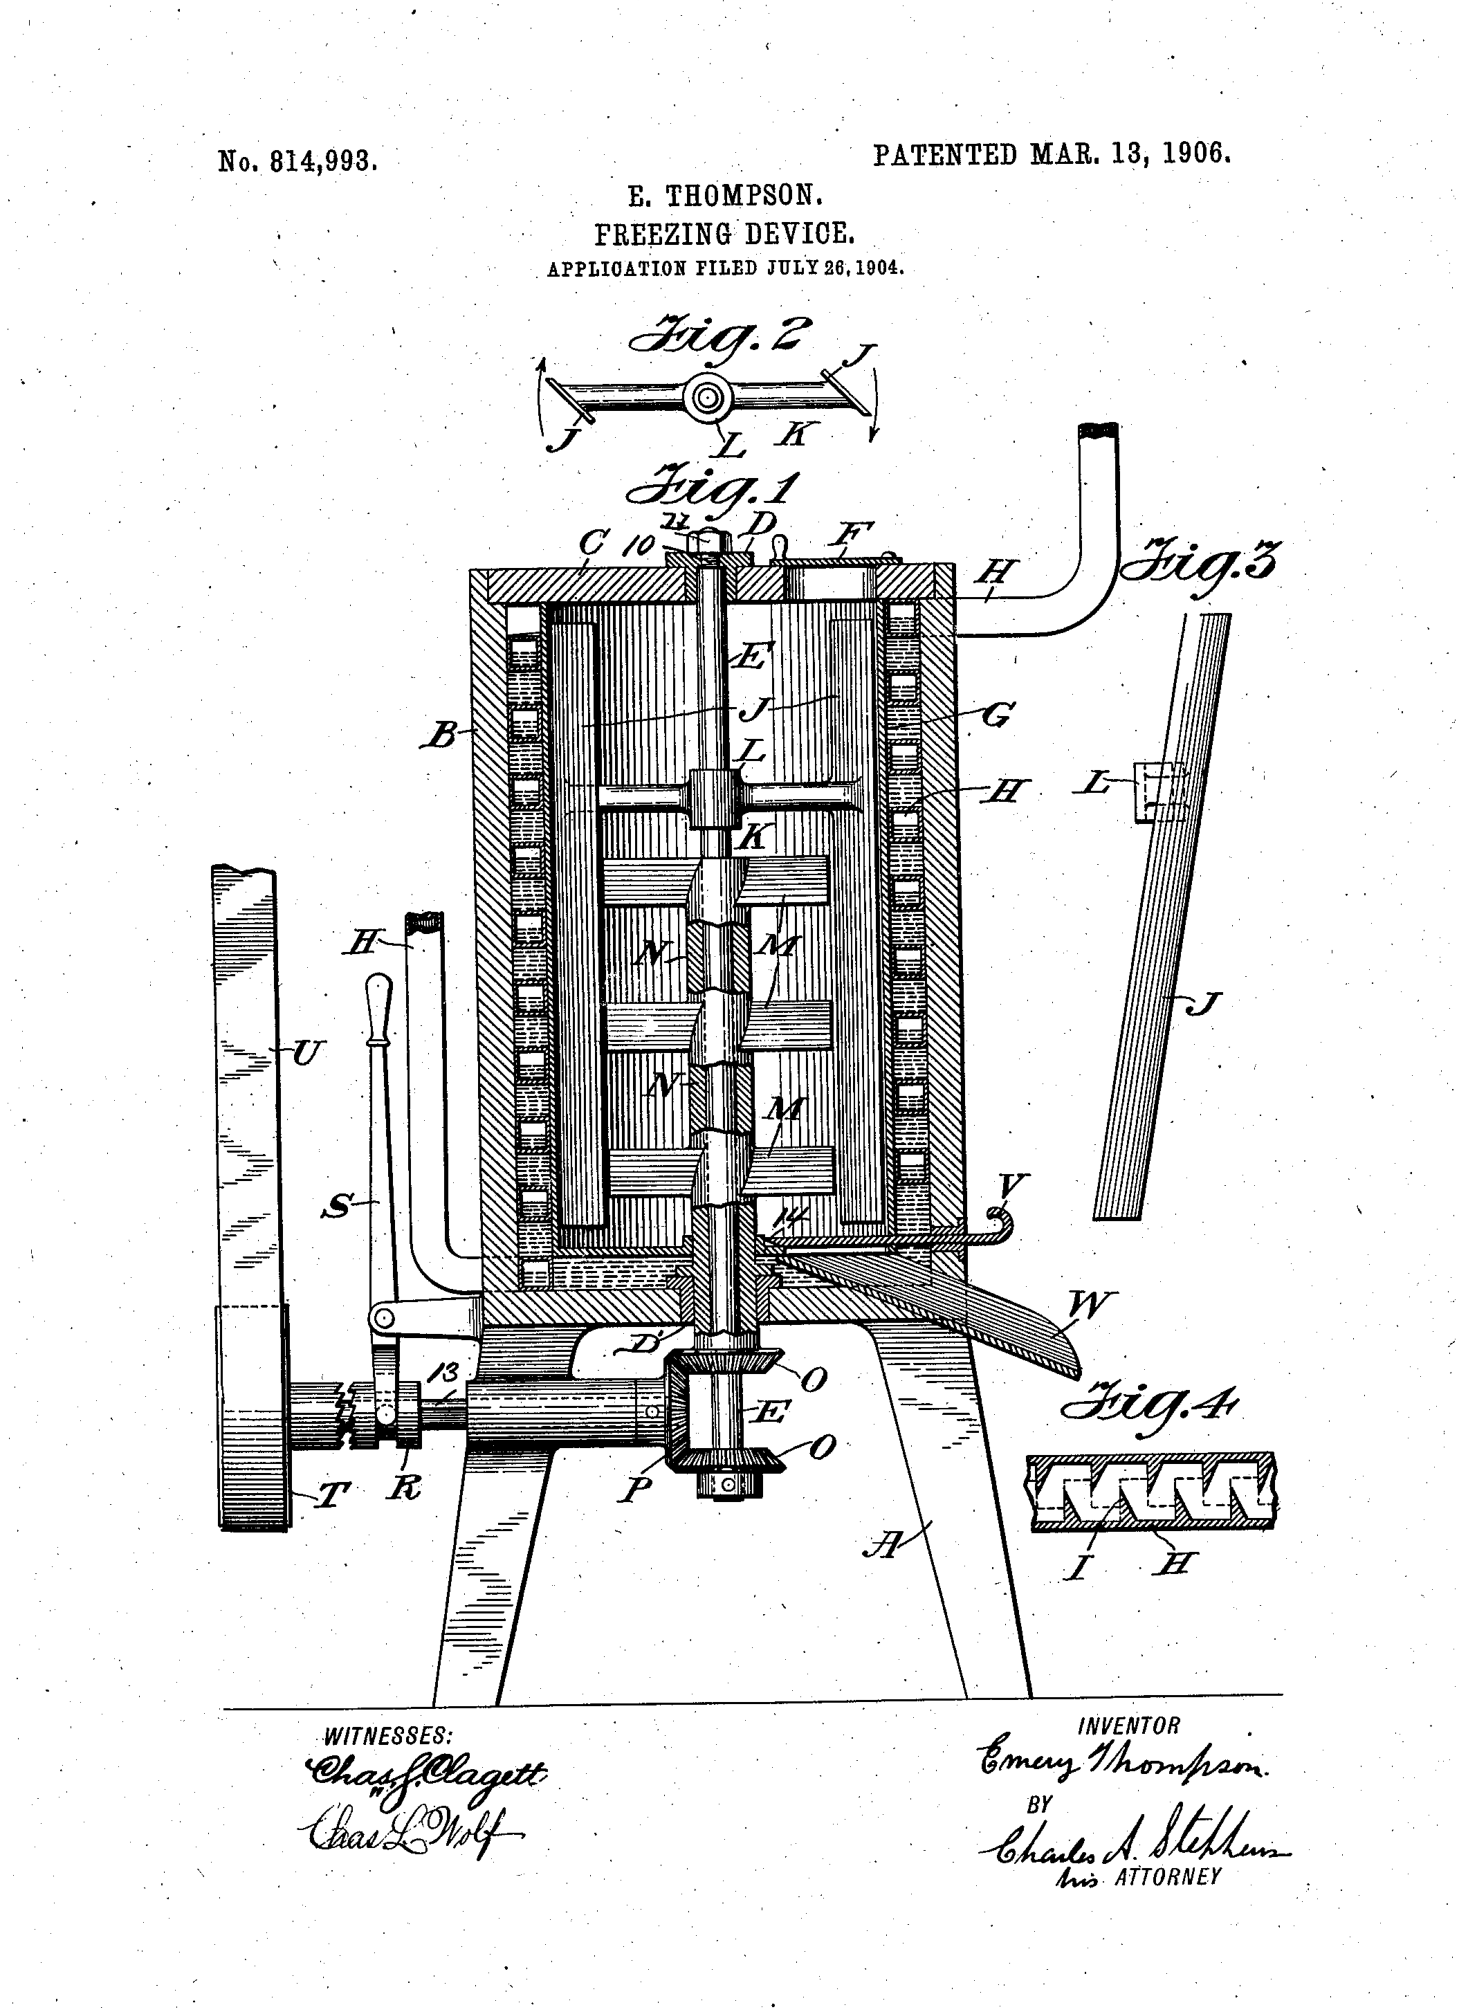 No. 814,993.
PATENTED MAR. 13, 1906.
E. THOMPSON.
FREEZING DEVICE.
APPLICATION FILED JULY 26, 1904.
Fig. 2
J
J
L
K
Fig. 1
22
C
10
D
F
H
Fig. 3
E
B
J
G
L
L
H
K
H
N
M
J
U
N
M
S
V
14
W
D'
13
O
Fig. 4
E
O
T
R
P
A
I
H
WITNESSES:
Chas. J. Clagett
Chas L Wolf
INVENTOR
Emery Thompson.
BY
Charles A. Stephens
his ATTORNEY